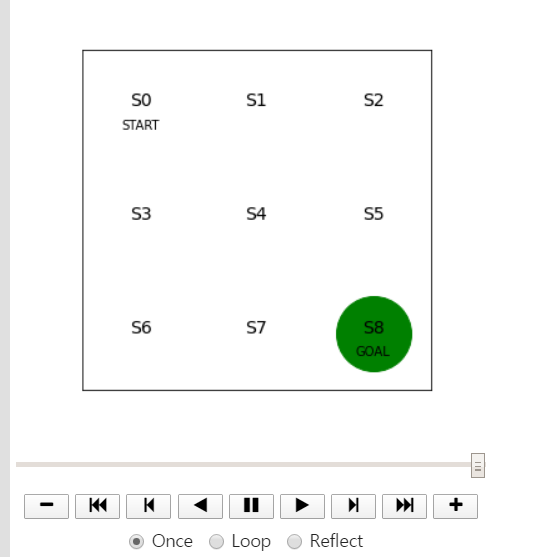 S0 S1 S2
START
S3 S4 S5
S6 S7 S8
GOAL
Once Loop Reflect